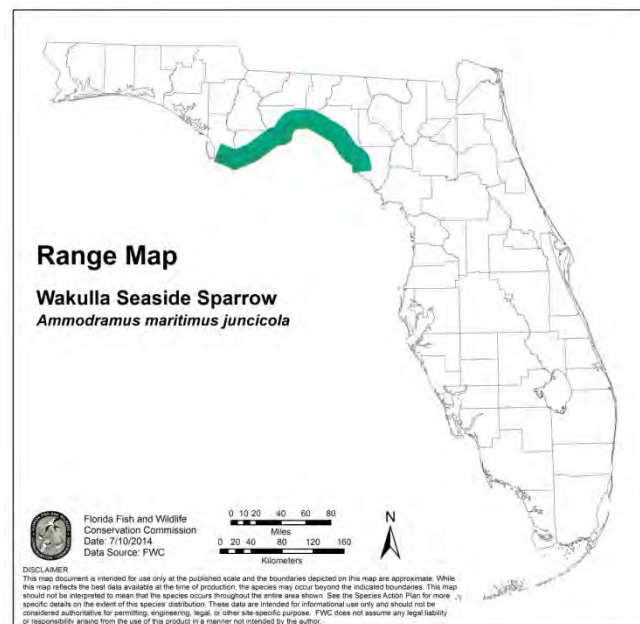 Range Map
Wakulla Seaside Sparrow
Ammodramus maritimus juncicola
Florida Fish and Wildlife
Conservation Commission
Date: 7/10/2014
Data Source: FWC
0 10 20 40 60 80
Miles
0 20 40 80 120 160
Kilometers
N
DISCLAIMER
This map document is intended for use only at the published scale and the boundaries depicted on this map are approximate. While
this map reflects the best data available at the time of production, the species may occur beyond the indicated boundaries. This map
should not be interpreted to mean that the species occurs throughout the entire area shown. See the Species Action Plan for more
specific details on the extent of this species' distribution. These data are intended for informational use only and should not be
considered authoritative for permitting, engineering, legal, or other site specific purpose. FWC does not assume any legal liability
or responsibility arising from the use of this product in a manner not intended by the author.